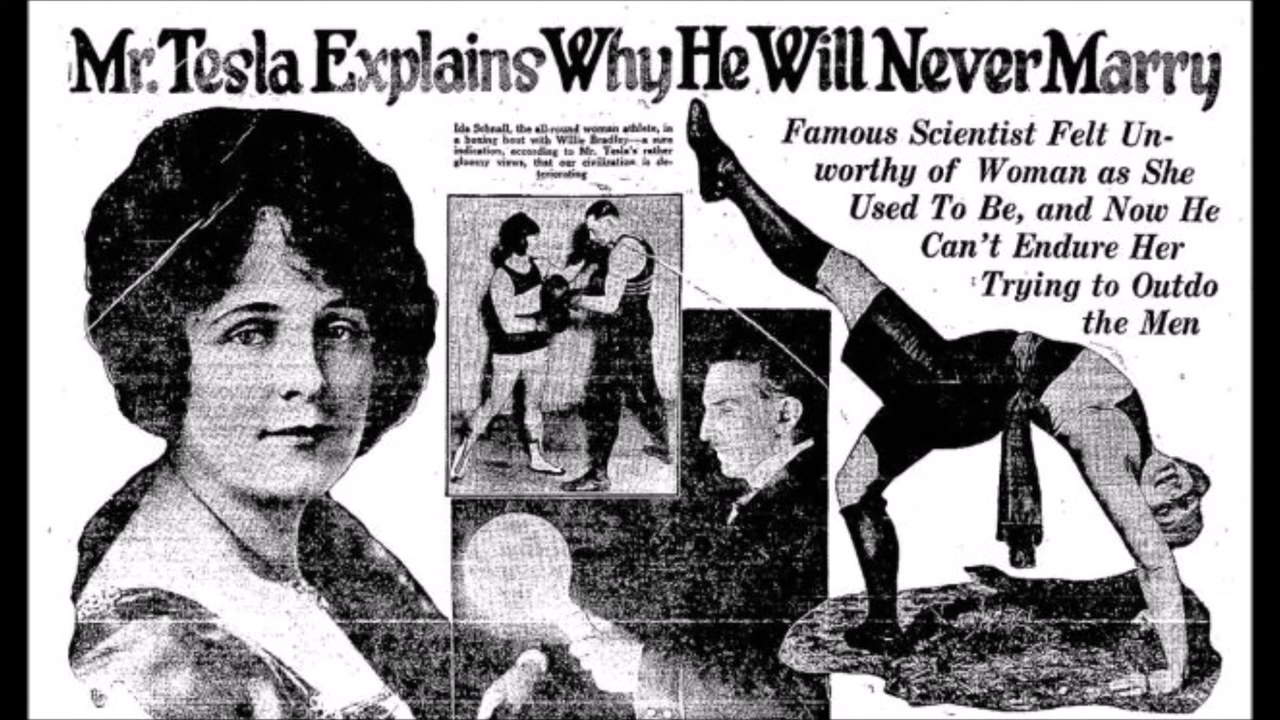 Mr. Tesla Explains Why He Will Never Marry
Ida Schnall, the all-round woman athlete, in
a boxing bout with Willie Bradley—a sure
indication, according to Mr. Tesla's rather
gloomy views, that our civilization is de-
teriorating
Famous Scientist Felt Un-
worthy of Woman as She
Used To Be, and Now He
Can't Endure Her
Trying to Outdo
the Men